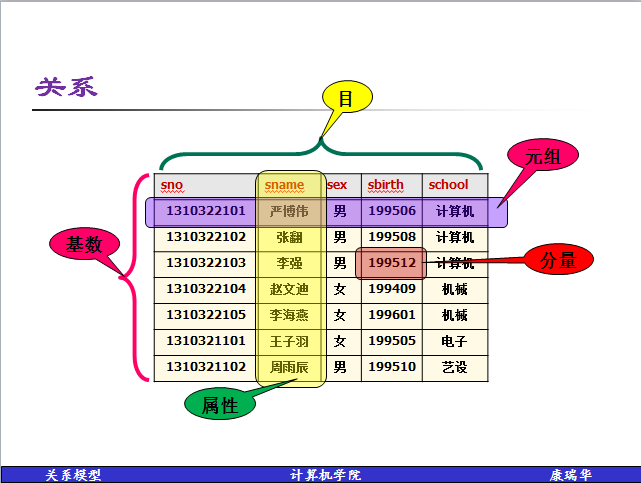 关系
目
元组
sno sname sex sbirth school
1310322101 严博伟 男 199506 计算机
1310322102 张翩 男 199508 计算机
基数
1310322103 李强 男 199512 计算机
分量
1310322104 赵文迪 女 199409 机械
1310322105 李海燕 女 199601 机械
1310321101 王子羽 女 199505 电子
1310321102 周雨辰 男 199510 艺设
属性
关系模型 计算机学院 康瑞华